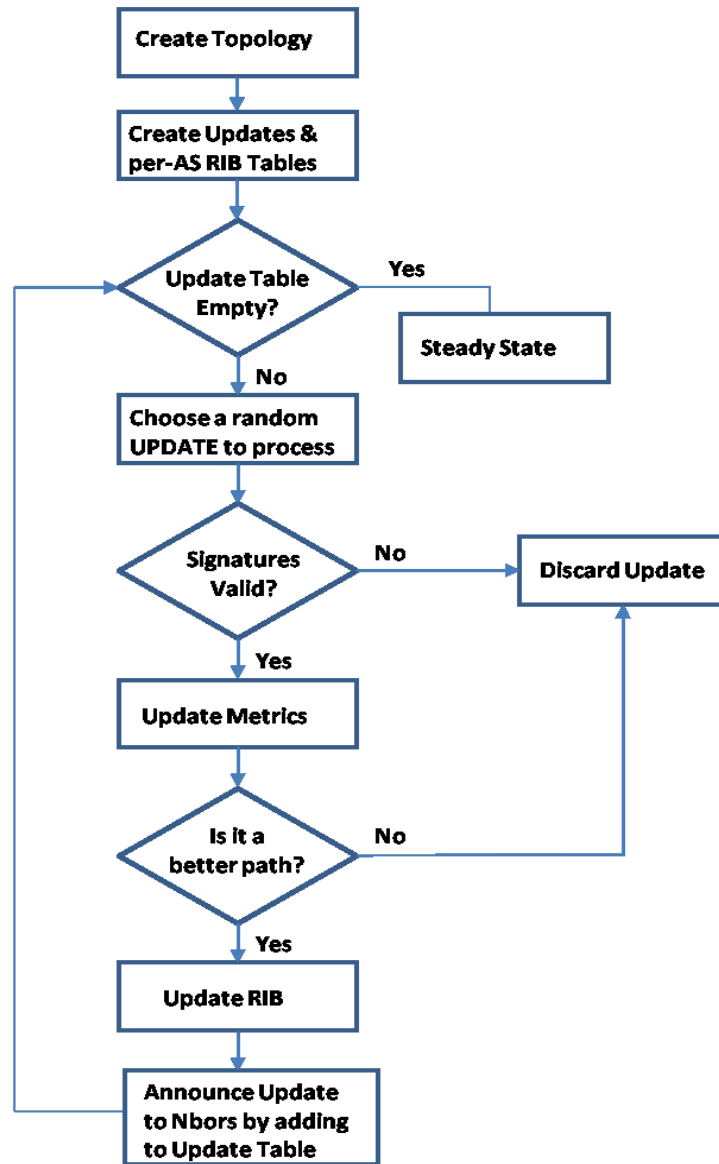 Create Topology
Create Updates &
per-AS RIB Tables
Update Table
Empty?
Yes
Steady State
No
Choose a random
UPDATE to process
Signatures
Valid?
No
Discard Update
Yes
Update Metrics
Is it a
better path?
No
Yes
Update RIB
Announce Update
to Nbors by adding
to Update Table